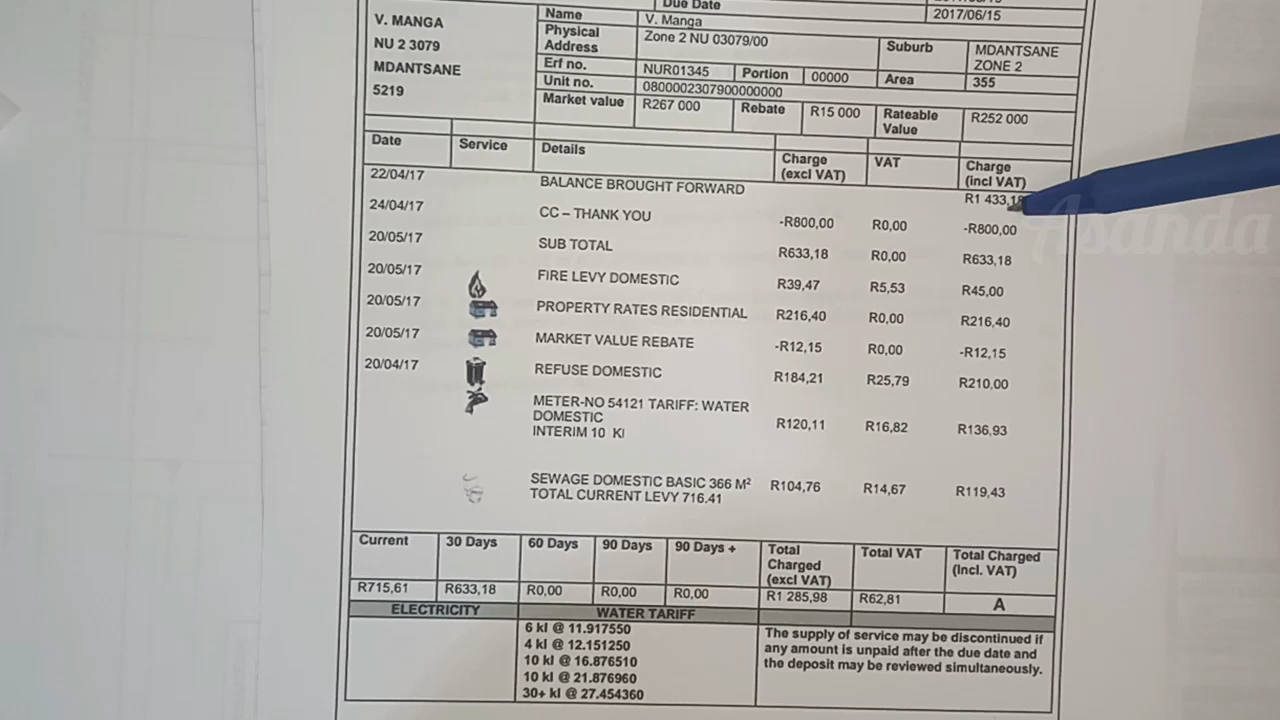 Due Date
2017/06/15
V. MANGA
NU 2 3079
MDANTSANE
5219
Name V. Manga
Physical Address Zone 2 NU 03079/00 Suburb MDANTSANE ZONE 2
Erf no. NUR01345 Portion 00000 Area 355
Unit no. 0800002307900000000
Market value R267 000 Rebate R15 000 Rateable Value R252 000
Date Service Details Charge (excl VAT) VAT Charge (incl VAT)
22/04/17 BALANCE BROUGHT FORWARD R1 433,18
24/04/17 CC – THANK YOU -R800,00 R0,00 -R800,00
20/05/17 SUB TOTAL R633,18 R0,00 R633,18
20/05/17 FIRE LEVY DOMESTIC R39,47 R5,53 R45,00
20/05/17 PROPERTY RATES RESIDENTIAL R216,40 R0,00 R216,40
20/05/17 MARKET VALUE REBATE -R12,15 R0,00 -R12,15
20/04/17 REFUSE DOMESTIC R184,21 R25,79 R210,00
METER-NO 54121 TARIFF: WATER
DOMESTIC R120,11 R16,82 R136,93
INTERIM 10 Kl
SEWAGE DOMESTIC BASIC 366 M² R104,76 R14,67 R119,43
TOTAL CURRENT LEVY 716.41
Current 30 Days 60 Days 90 Days 90 Days + Total Charged (excl VAT) Total VAT Total Charged (Incl. VAT)
R715,61 R633,18 R0,00 R0,00 R0,00 R1 285,98 R62,81 A
ELECTRICITY WATER TARIFF
6 kl @ 11.917550
4 kl @ 12.151250
10 kl @ 16.876510
10 kl @ 21.876960
30+ kl @ 27.454360
The supply of service may be discontinued if
any amount is unpaid after the due date and
the deposit may be reviewed simultaneously.
Asanda